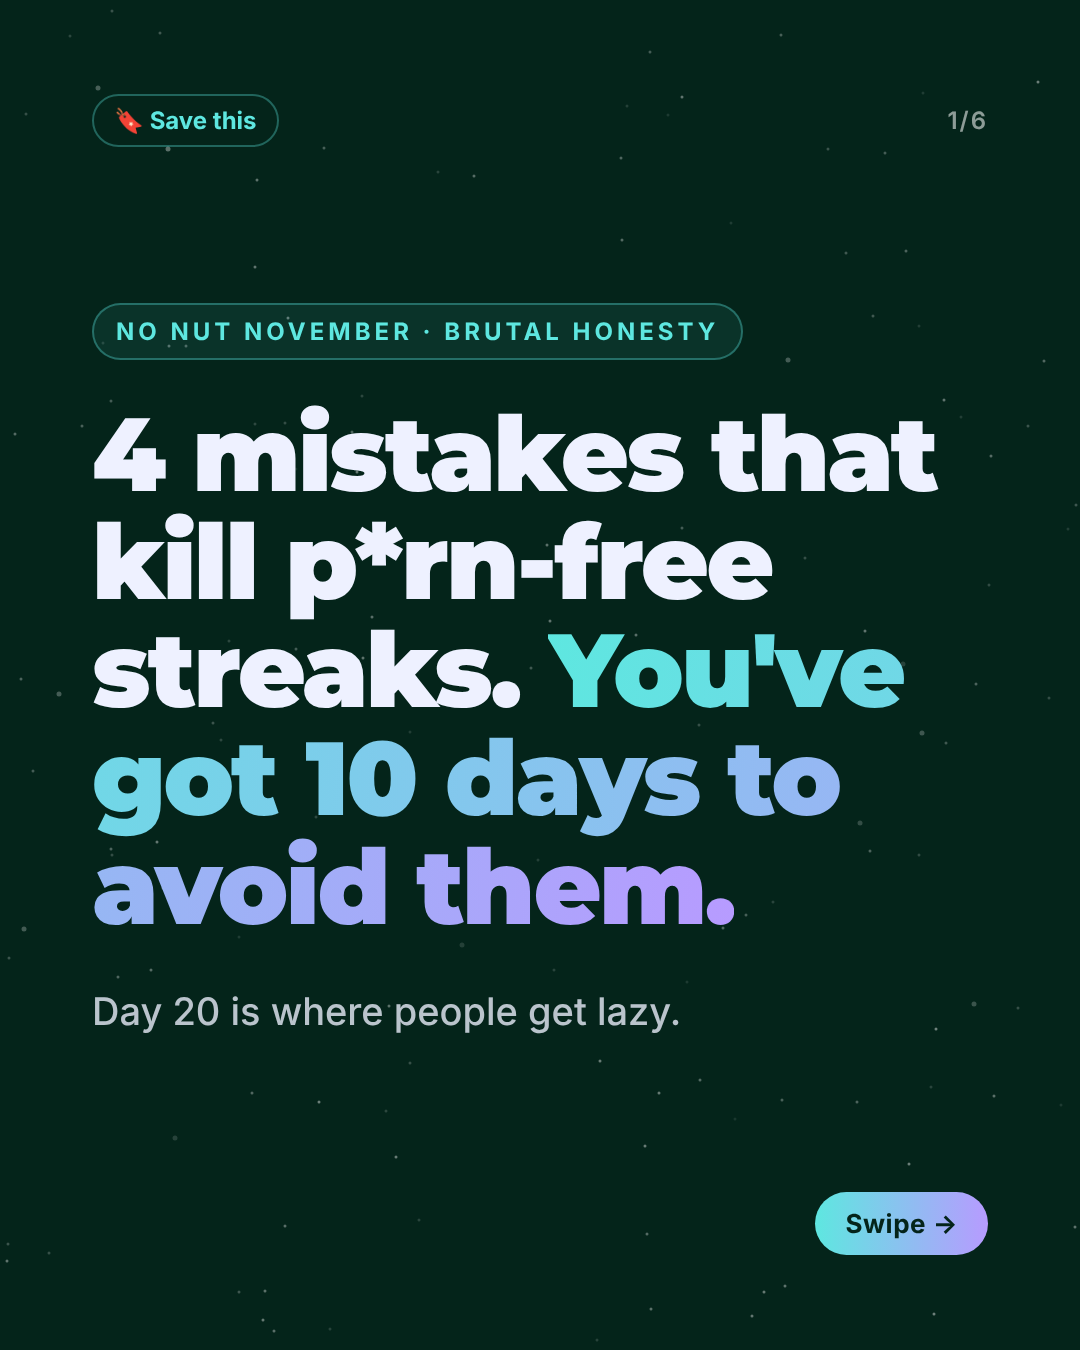 🔖 Save this
1/6
NO NUT NOVEMBER · BRUTAL HONESTY
4 mistakes that
kill p*rn-free
streaks. You've
got 10 days to
avoid them.
Day 20 is where people get lazy.
Swipe →